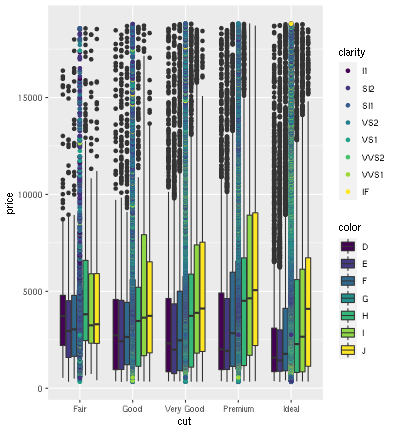 clarity
I1
SI2
SI1
VS2
VS1
VVS2
VVS1
IF
color
D
E
F
G
H
I
J
price
15000
10000
5000
0
Fair Good Very Good Premium Ideal
cut